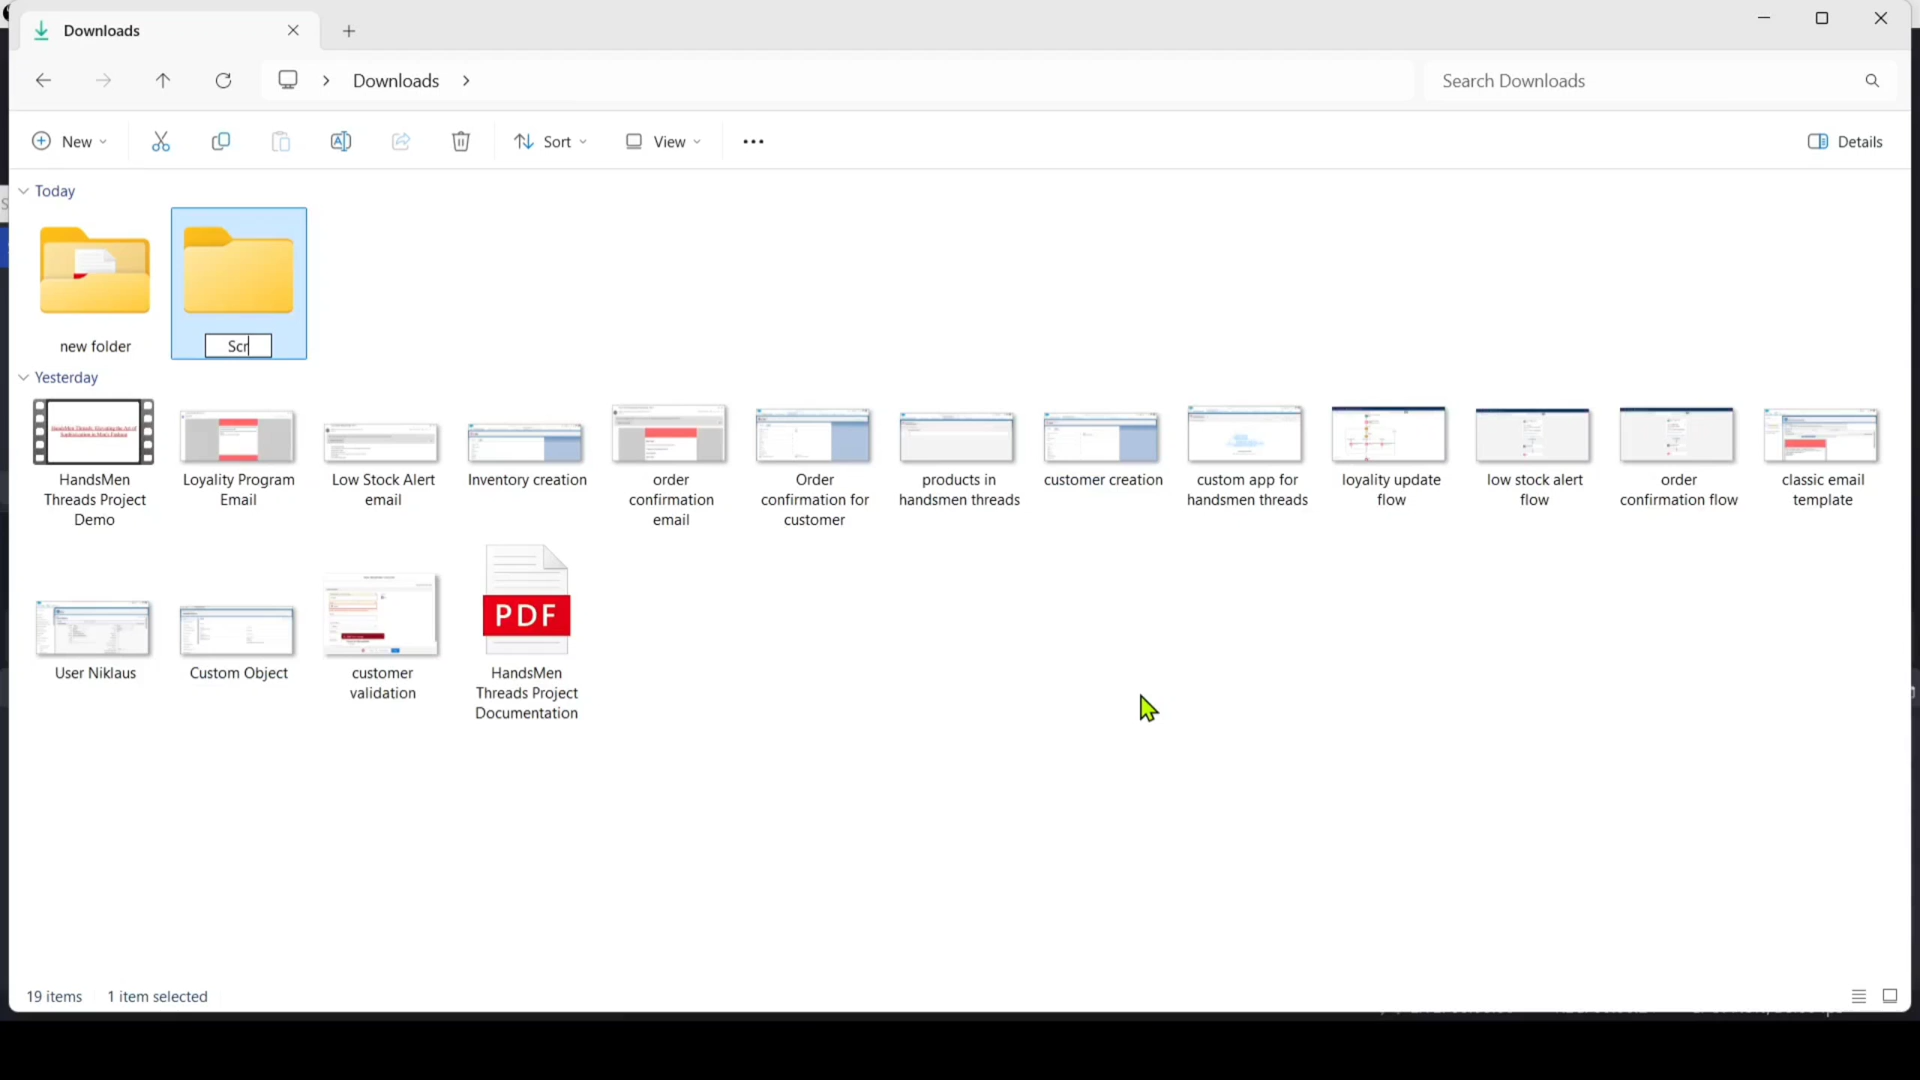 Downloads
Downloads
Search Downloads
New
Sort
View
Details
Today
new folder
Scr
Yesterday
HandsMen
Threads Project
Demo
Loyality Program
Email
Low Stock Alert
email
Inventory creation
order
confirmation
email
Order
confirmation for
customer
products in
handsmen threads
customer creation
custom app for
handsmen threads
loyality update
flow
low stock alert
flow
order
confirmation flow
classic email
template
User Niklaus
Custom Object
customer
validation
PDF
HandsMen
Threads Project
Documentation
19 items
1 item selected